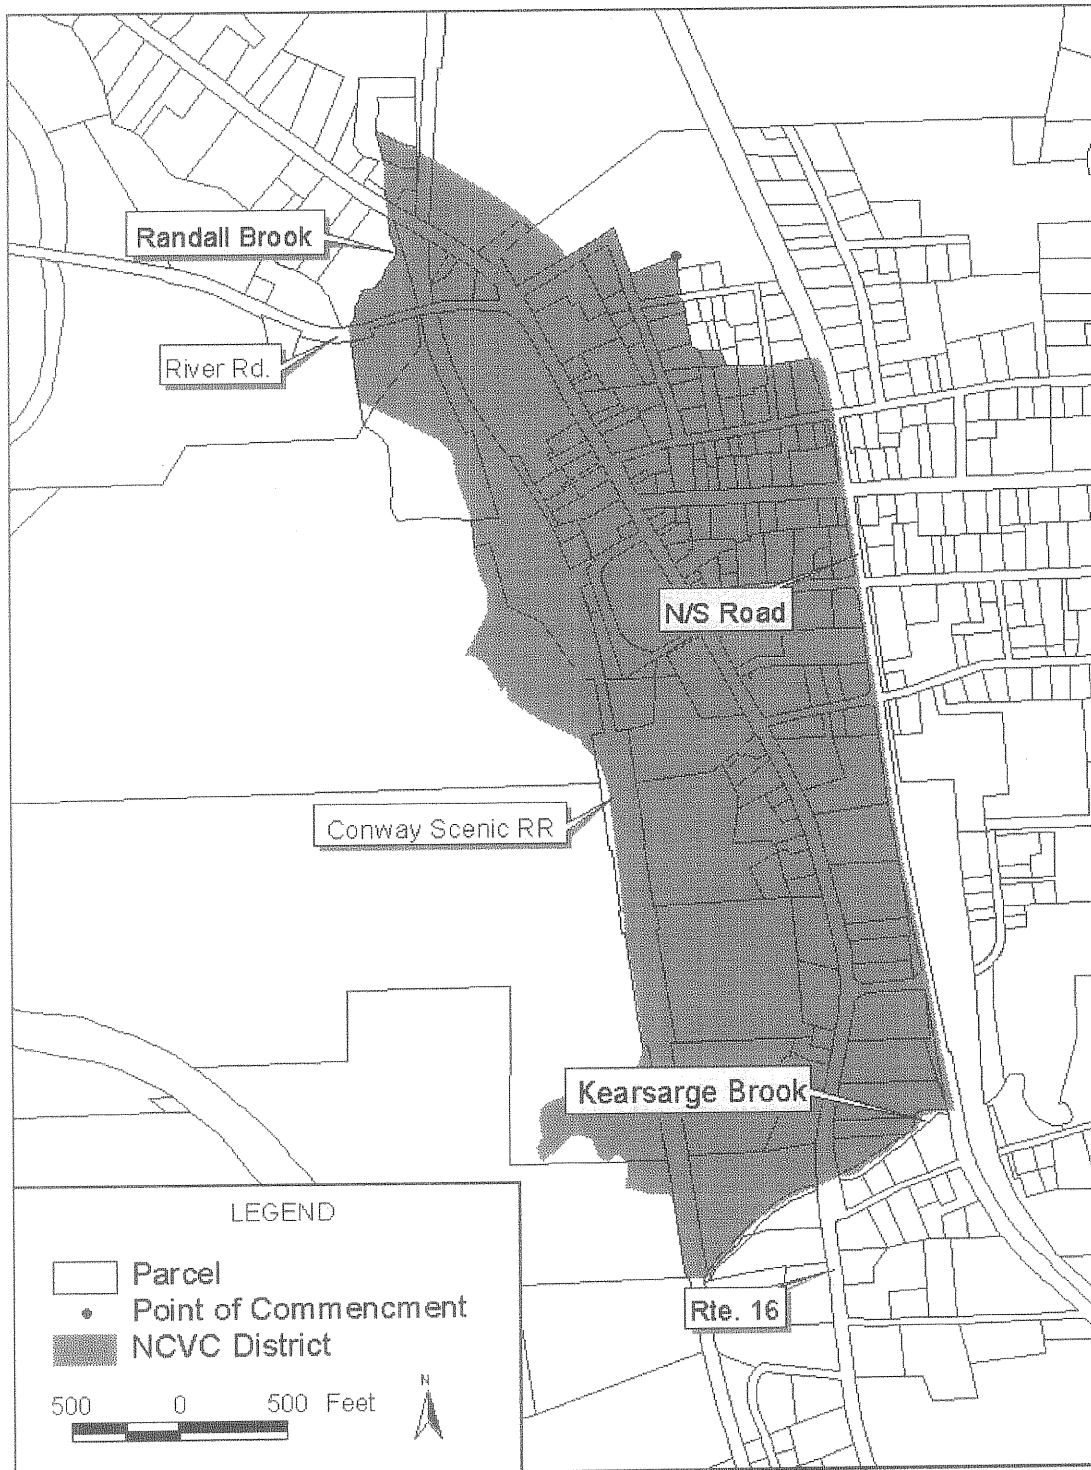 Randall Brook
River Rd.
N/S Road
Conway Scenic RR
Kearsarge Brook
Rte. 16
LEGEND
Parcel
Point of Commencment
NCVC District
500 0 500 Feet
N